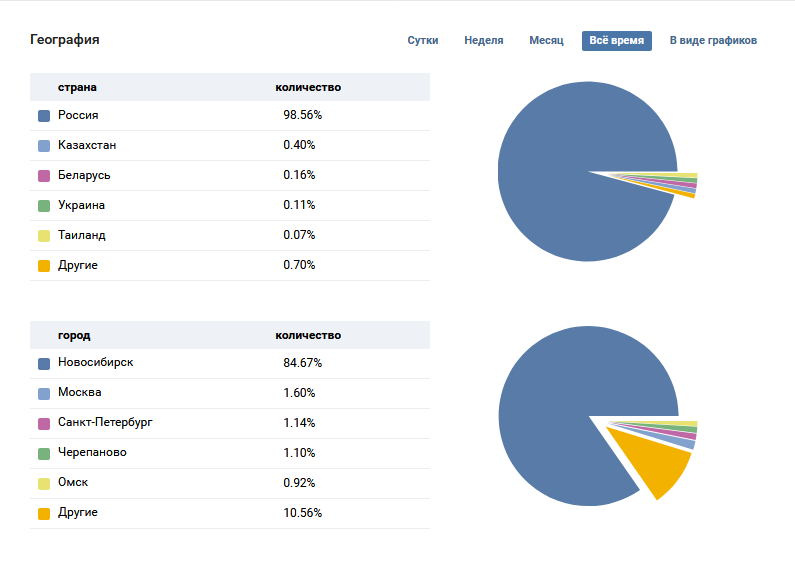 География Сутки Неделя Месяц Всё время В виде графиков
страна количество
Россия 98.56%
Казахстан 0.40%
Беларусь 0.16%
Украина 0.11%
Таиланд 0.07%
Другие 0.70%
город количество
Новосибирск 84.67%
Москва 1.60%
Санкт-Петербург 1.14%
Черепаново 1.10%
Омск 0.92%
Другие 10.56%